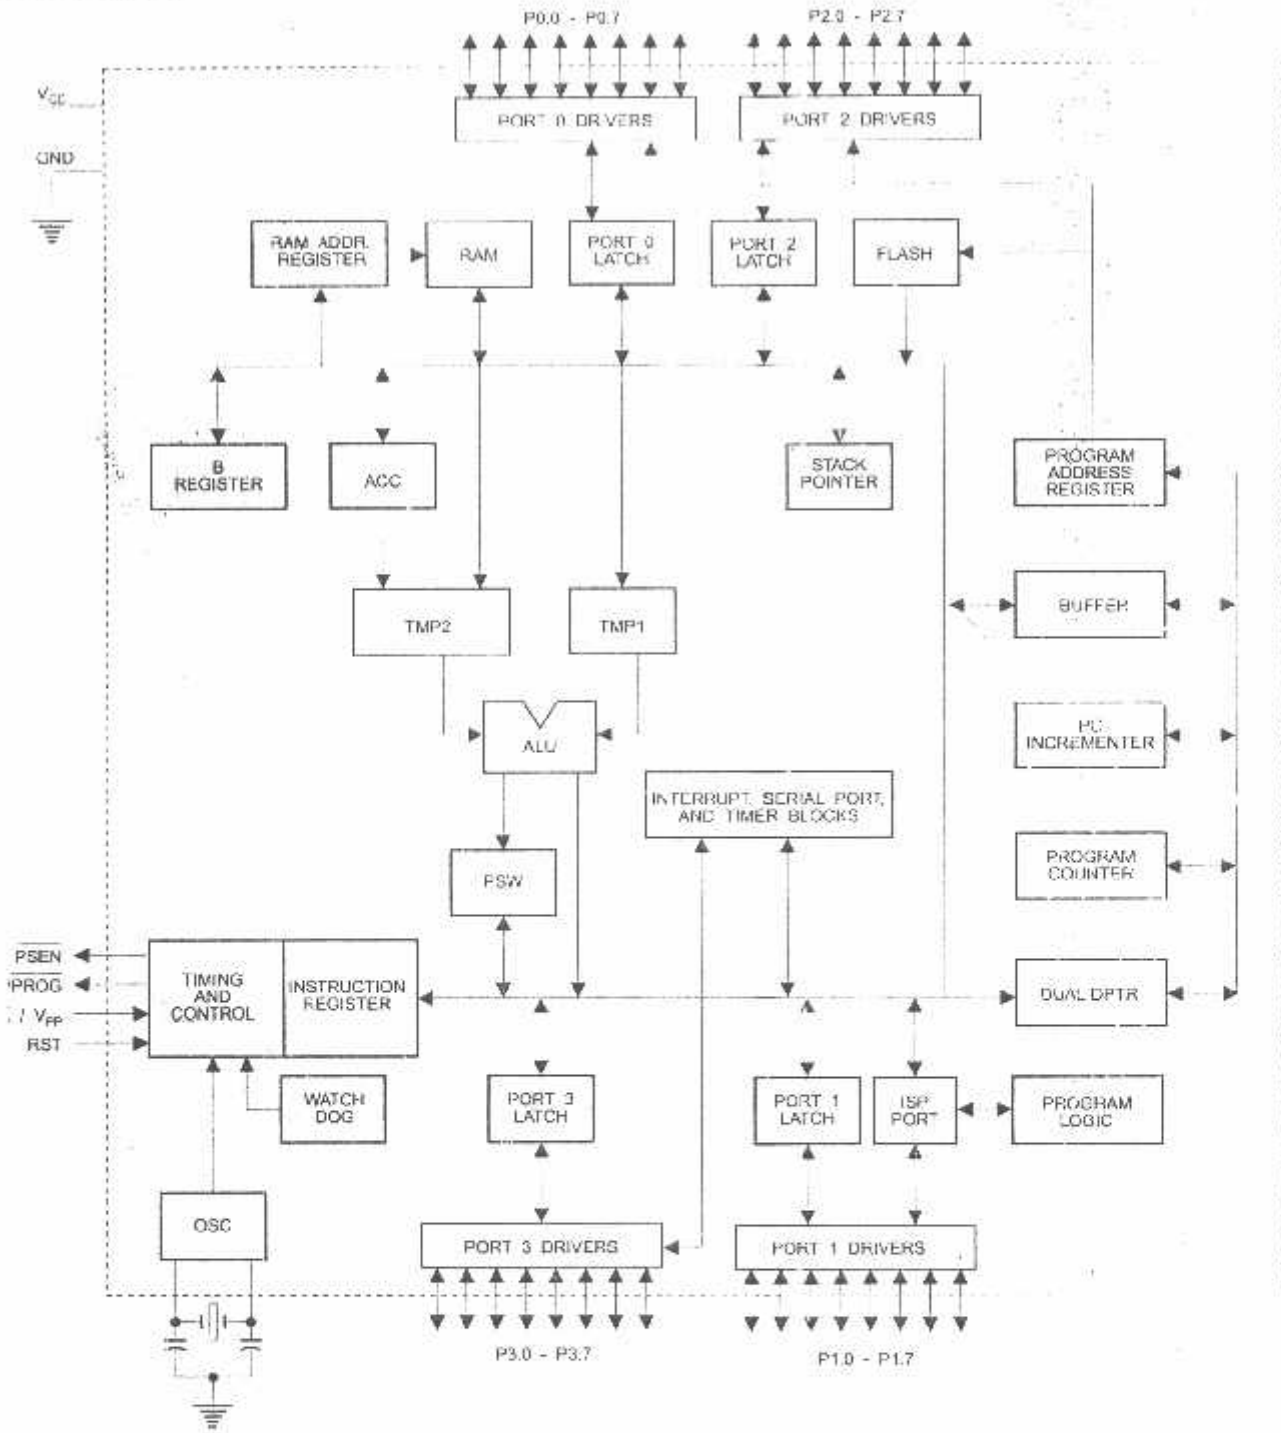 P0.0 - P0.7
P2.0 - P2.7
VCC
PORT 0 DRIVERS
PORT 2 DRIVERS
GND
RAM ADDR.
REGISTER
RAM
PORT 0
LATCH
PORT 2
LATCH
FLASH
B
REGISTER
ACC
STACK
POINTER
PROGRAM
ADDRESS
REGISTER
BUFFER
TMP2
TMP1
PC
INCREMENTER
ALU
INTERRUPT, SERIAL PORT,
AND TIMER BLOCKS
PROGRAM
COUNTER
PSW
PSEN
PROG
/ VPP
RST
TIMING
AND
CONTROL
INSTRUCTION
REGISTER
DUAL DPTR
WATCH
DOG
PORT 3
LATCH
PORT 1
LATCH
ISP
PORT
PROGRAM
LOGIC
OSC
PORT 3 DRIVERS
PORT 1 DRIVERS
P3.0 - P3.7
P1.0 - P1.7